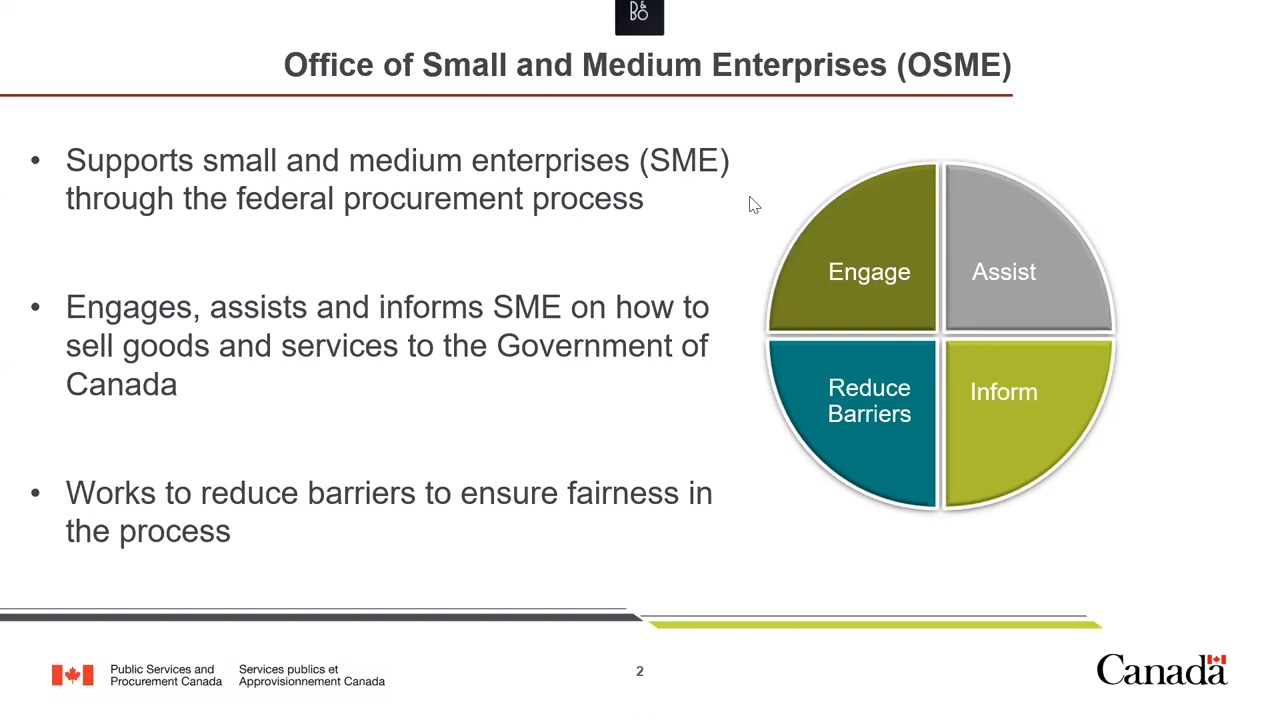 B&O
Office of Small and Medium Enterprises (OSME)
• Supports small and medium enterprises (SME)
through the federal procurement process
• Engages, assists and informs SME on how to
sell goods and services to the Government of
Canada
• Works to reduce barriers to ensure fairness in
the process
Engage
Assist
Reduce
Barriers
Inform
Public Services and
Procurement Canada
Services publics et
Approvisionnement Canada
2
Canada